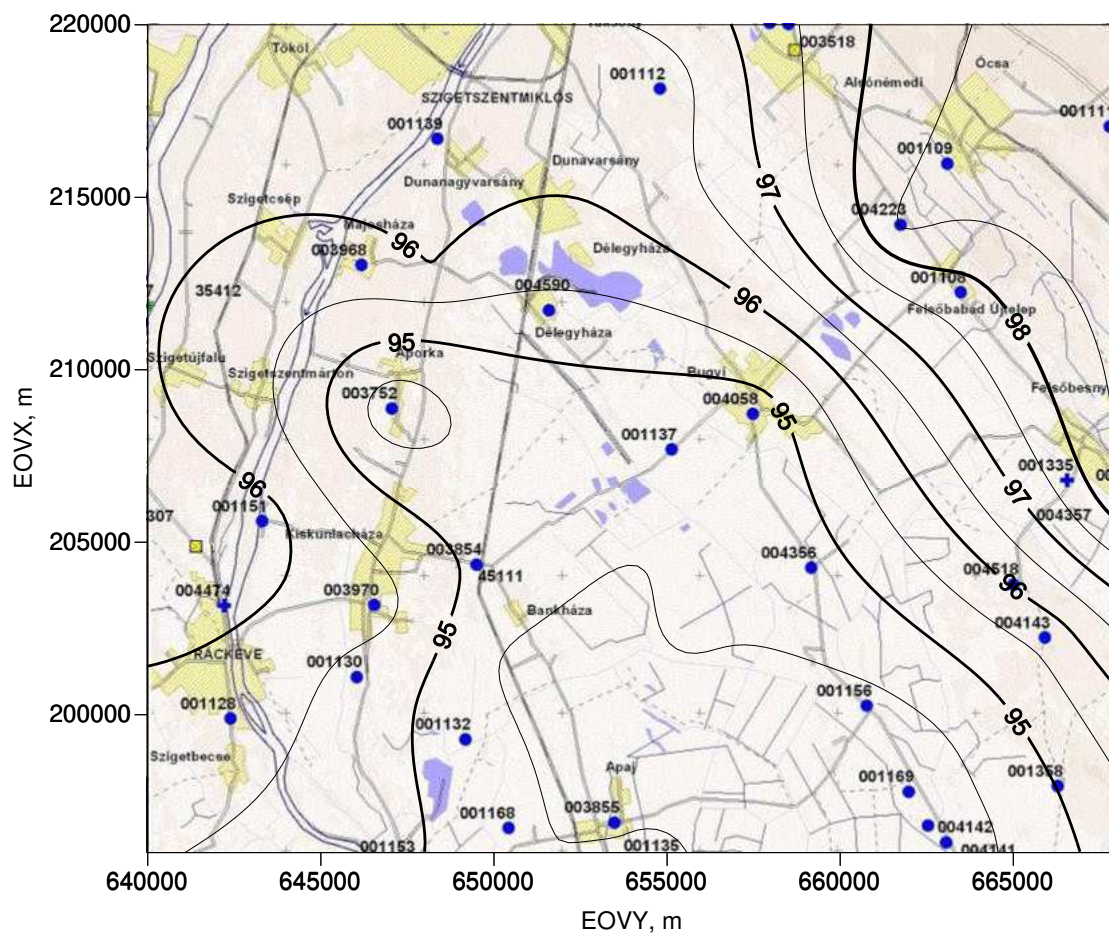 220000
Tököl
003518
Ócsa
001112
Alsónémedi
SZIGETSZENTMIKLÓS
001139
001109
Dunavarsány
Dunanagyvarsány
97
215000
Szigetcsép
004223
Majosháza
96
003968
Délegyháza
001108
35412
004590
96
Felsőbabád Újtelep
98
Délegyháza
95
Aporka
Szigetújfalu
210000
Szigetszentmárton
Bugyi
003752
004058
95
001137
001335
96
97
001151
307
004357
Kiskunlacháza
205000
003854
45111
004356
004518
96
004474
003970
004143
Bankháza
95
RÁCKEVE
001130
001156
001128
200000
001132
95
Szigetbecse
Apaj
001169
001358
001168
003855
004142
001153
001135
004141
640000
645000
650000
655000
660000
665000
EOVX, m
EOVY, m